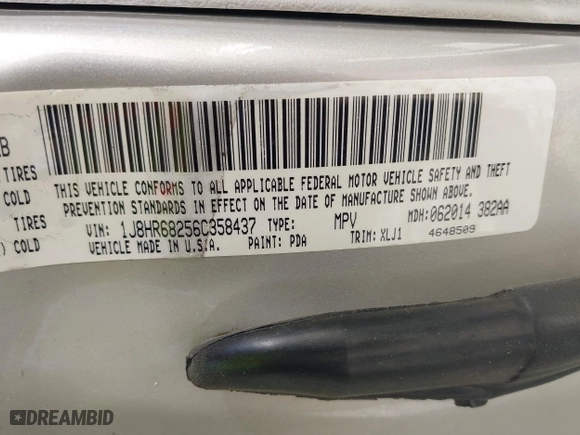 B
TIRES
COLD
TIRES
) COLD
THIS VEHICLE CONFORMS TO ALL APPLICABLE FEDERAL MOTOR VEHICLE SAFETY AND THEFT
PREVENTION STANDARDS IN EFFECT ON THE DATE OF MANUFACTURE SHOWN ABOVE.
VIN: 1J8HR68256C358437 TYPE: MPV MDH:062014 382AA
VEHICLE MADE IN U.S.A. PAINT: PDA TRIM: XLJ1 4648509
DREAMBID